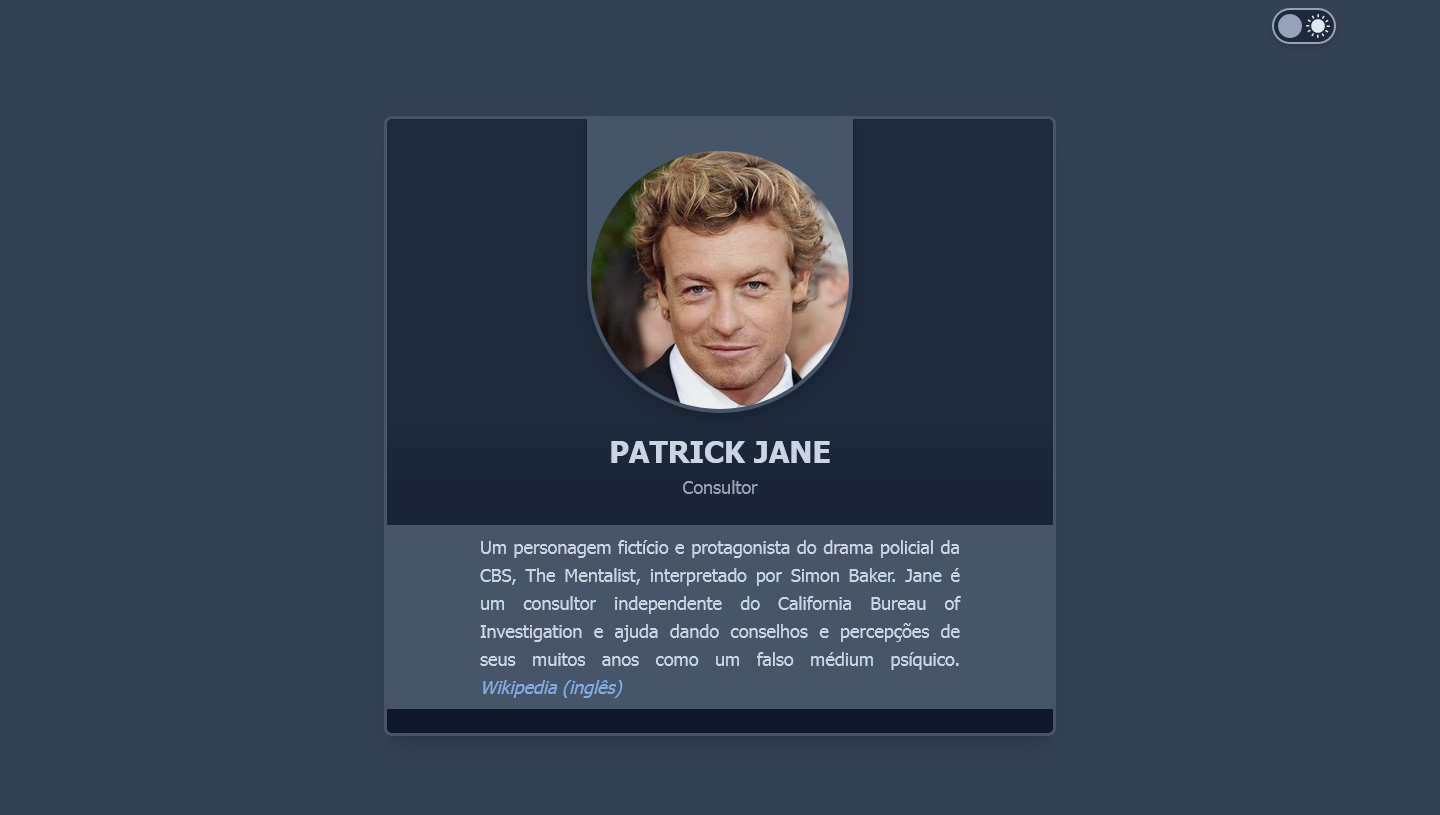 PATRICK JANE
Consultor
Um personagem fictício e protagonista do drama policial da
CBS, The Mentalist, interpretado por Simon Baker. Jane é
um consultor independente do California Bureau of
Investigation e ajuda dando conselhos e percepções de
seus muitos anos como um falso médium psíquico.
Wikipedia (inglês)